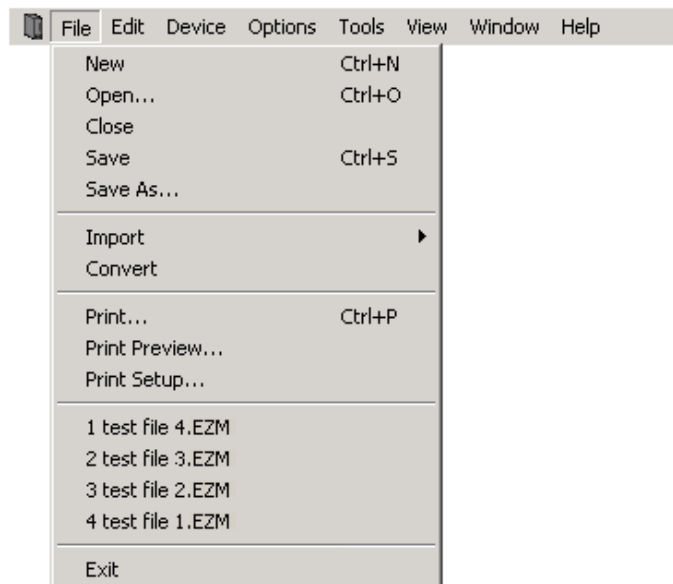 File Edit Device Options Tools View Window Help
New Ctrl+N
Open... Ctrl+O
Close
Save Ctrl+S
Save As...
Import
Convert
Print... Ctrl+P
Print Preview...
Print Setup...
1 test file 4.EZM
2 test file 3.EZM
3 test file 2.EZM
4 test file 1.EZM
Exit